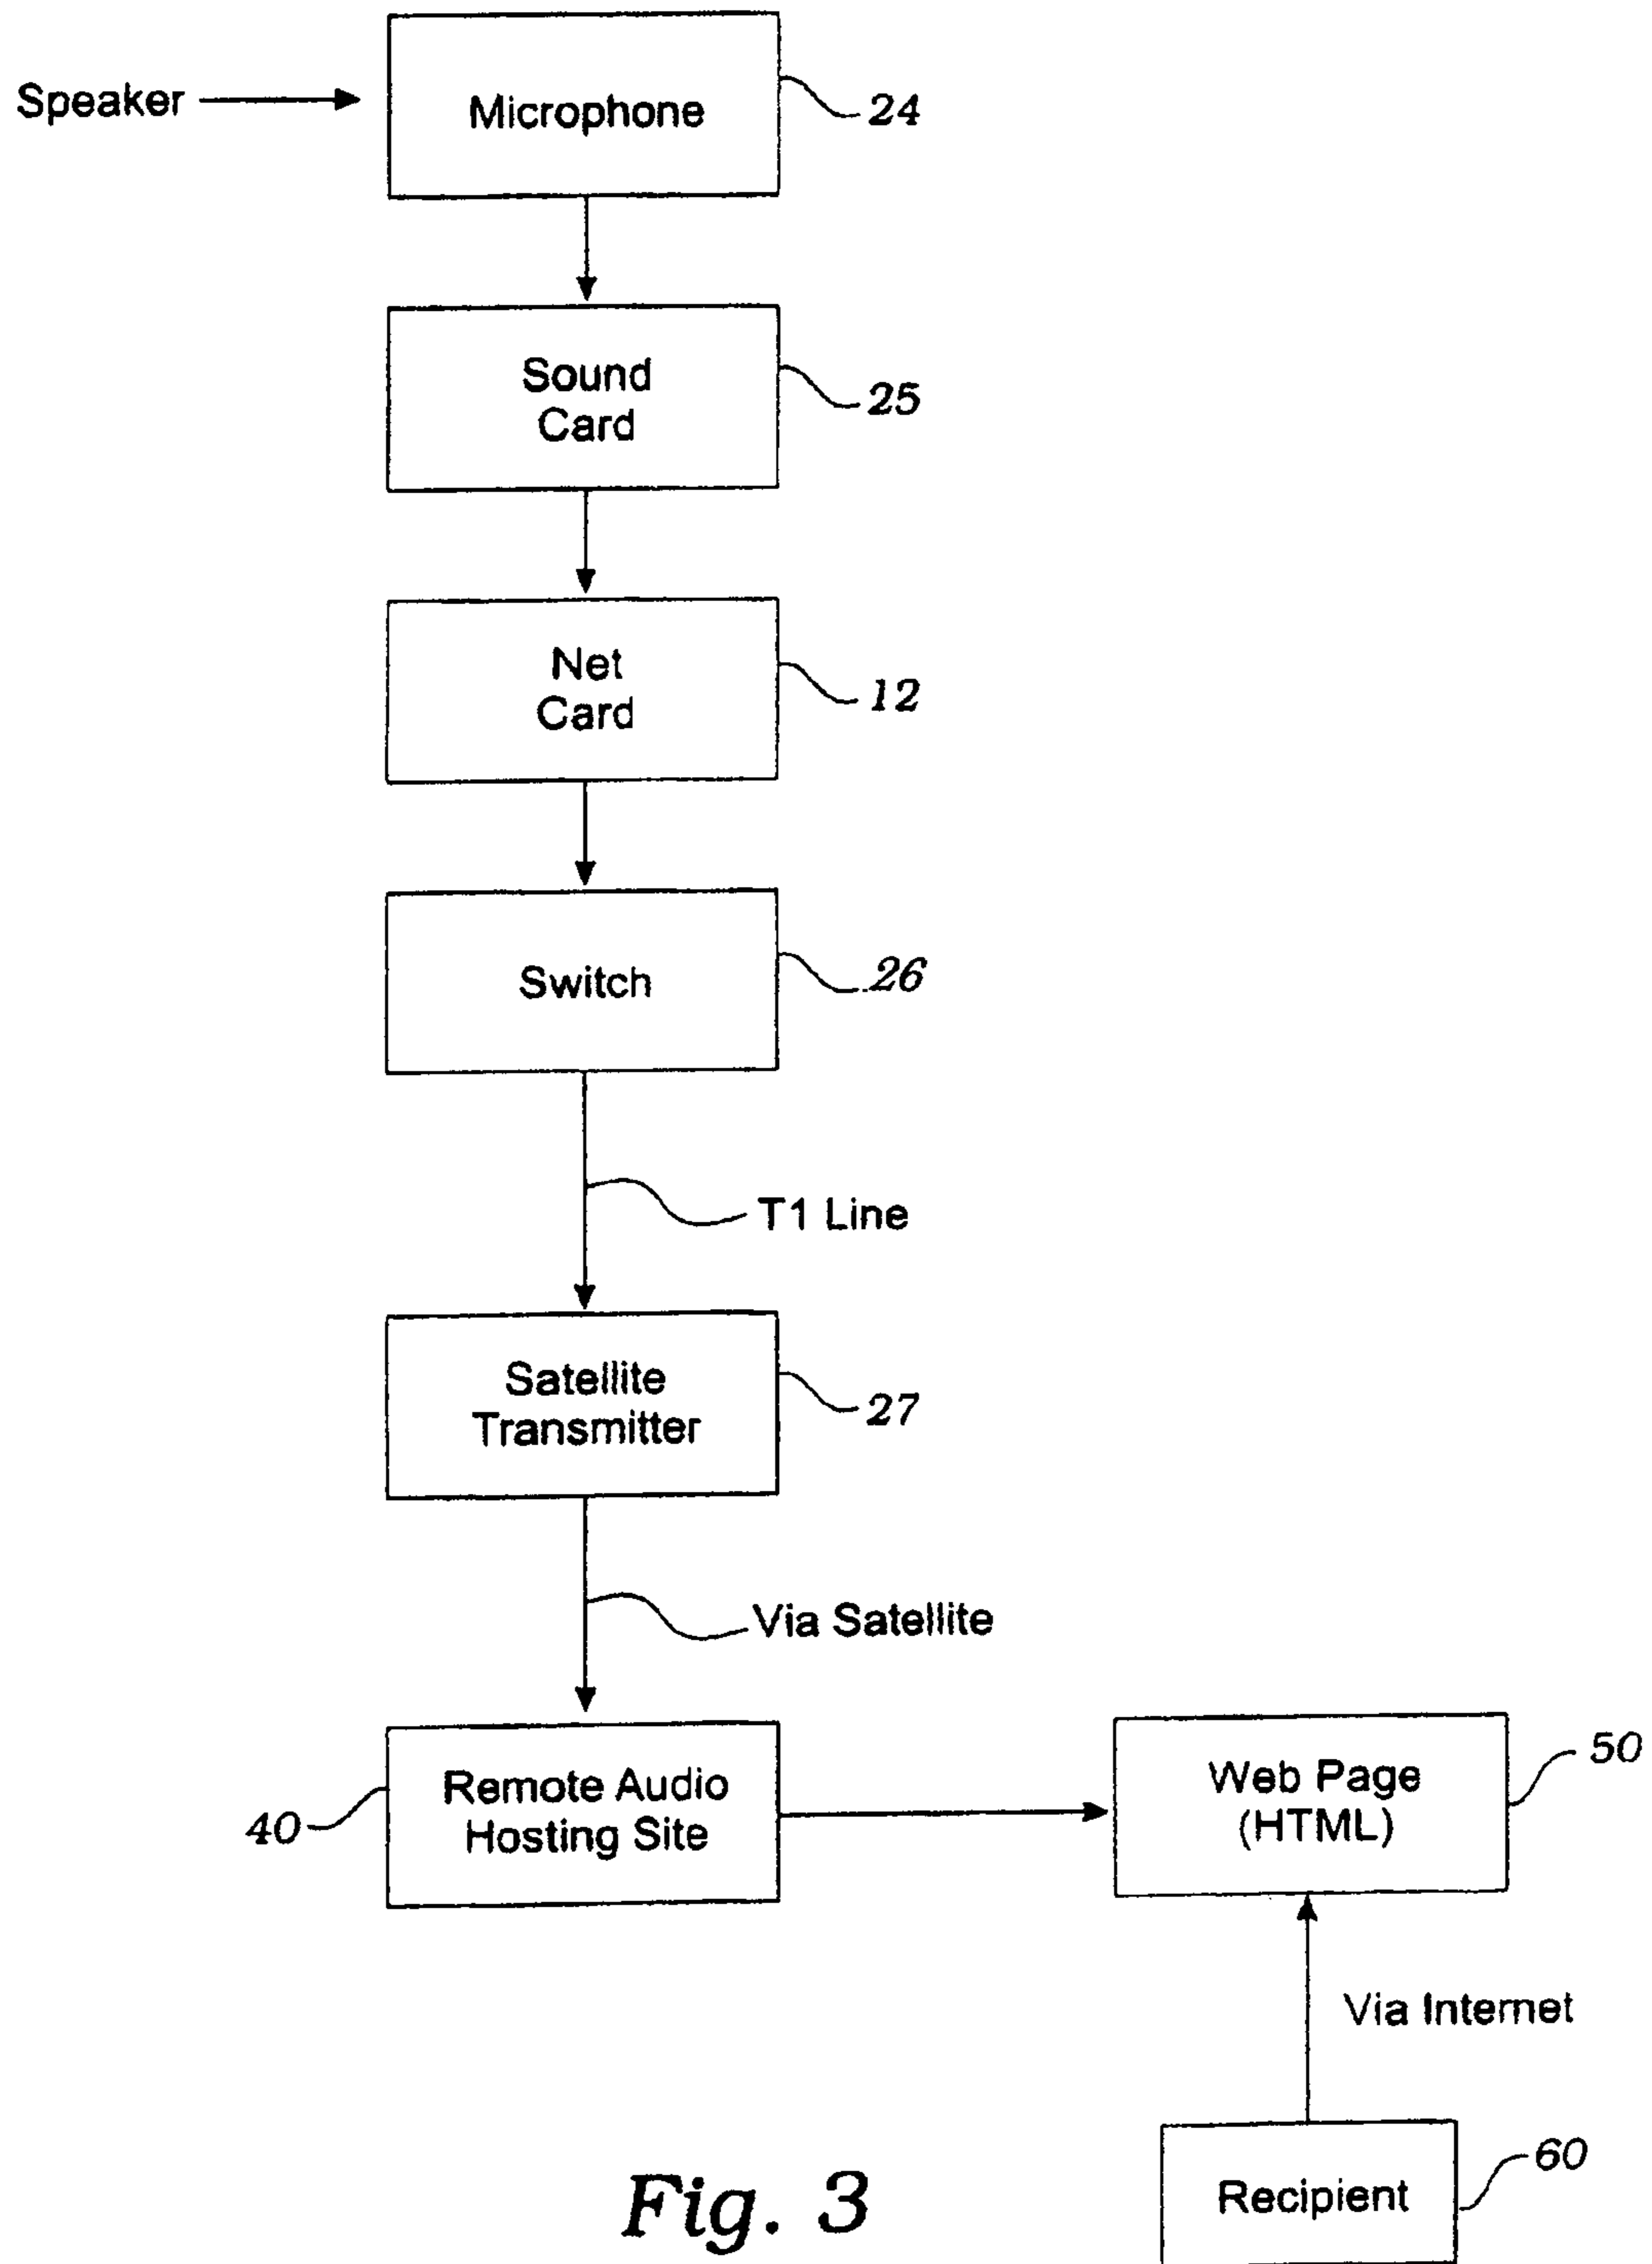 Speaker
Microphone
24
Sound
Card
25
Net
Card
12
Switch
26
T1 Line
Satellite
Transmitter
27
Via Satellite
Remote Audio
Hosting Site
40
Web Page
(HTML)
50
Via Internet
Recipient
60
Fig. 3